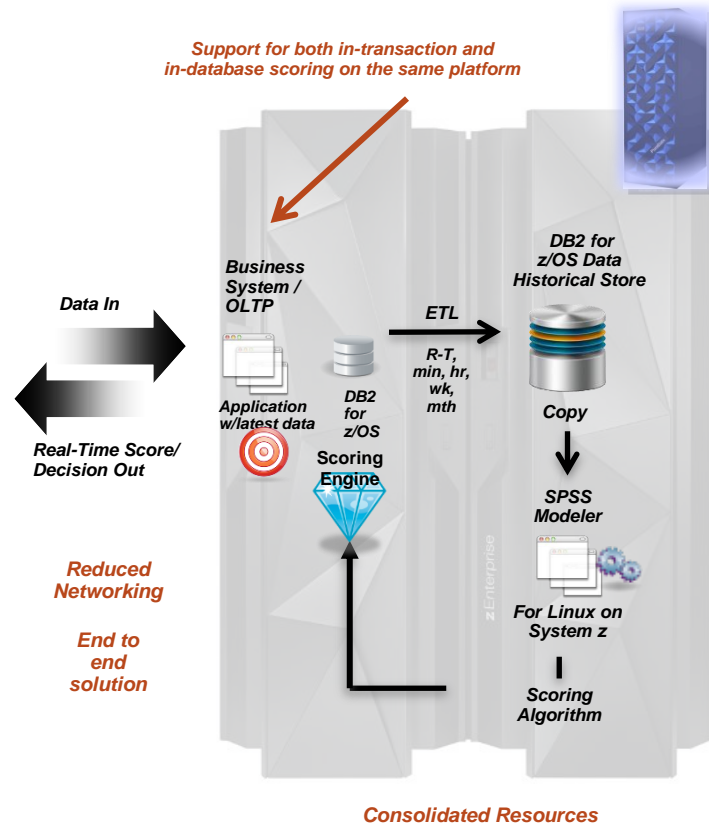 Support for both in-transaction and
in-database scoring on the same platform
DB2 for
z/OS Data
Historical Store
Business
System /
OLTP
Data In
ETL
R-T,
min, hr,
wk,
mth
DB2
for
z/OS
Application
w/latest data
Copy
Real-Time Score/
Decision Out
Scoring
Engine
SPSS
Modeler
zEnterprise
Reduced
Networking
For Linux on
System z
End to
end
solution
Scoring
Algorithm
Consolidated Resources